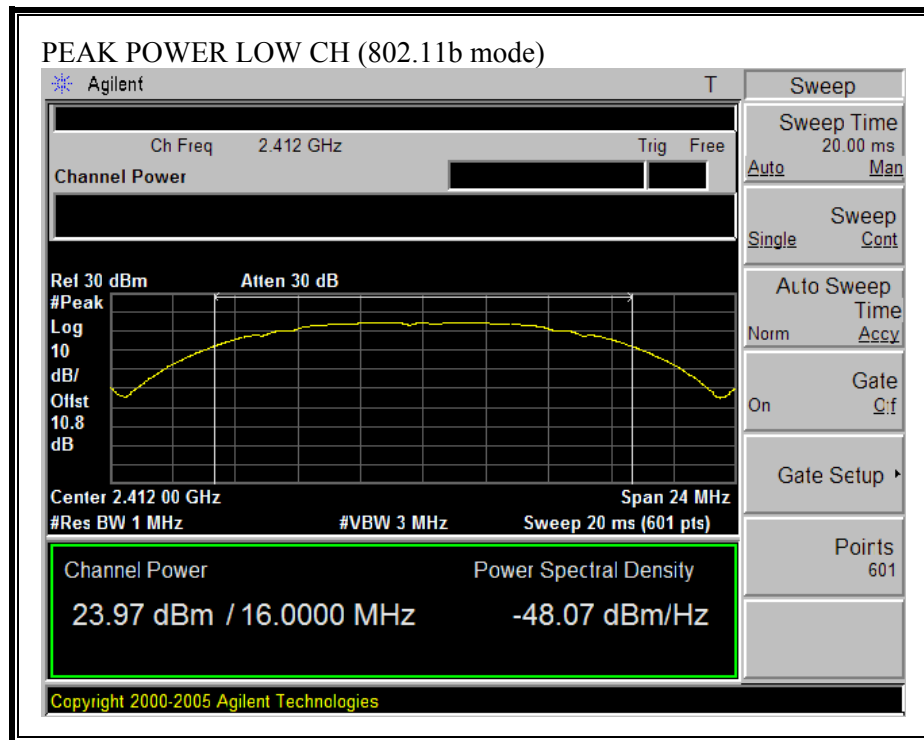 PEAK POWER LOW CH (802.11b mode)
Agilent T
Ch Freq 2.412 GHz Trig Free
Channel Power
Ref 30 dBm Atten 30 dB
#Peak
Log
10
dB/
Offst
10.8
dB
Center 2.412 00 GHz Span 24 MHz
#Res BW 1 MHz #VBW 3 MHz Sweep 20 ms (601 pts)
Channel Power Power Spectral Density
23.97 dBm / 16.0000 MHz -48.07 dBm/Hz
Copyright 2000-2005 Agilent Technologies
Sweep
Sweep Time
20.00 ms
Auto Man
Sweep
Single Cont
Auto Sweep
Time
Norm Accy
Gate
On Off
Gate Setup
Points
601